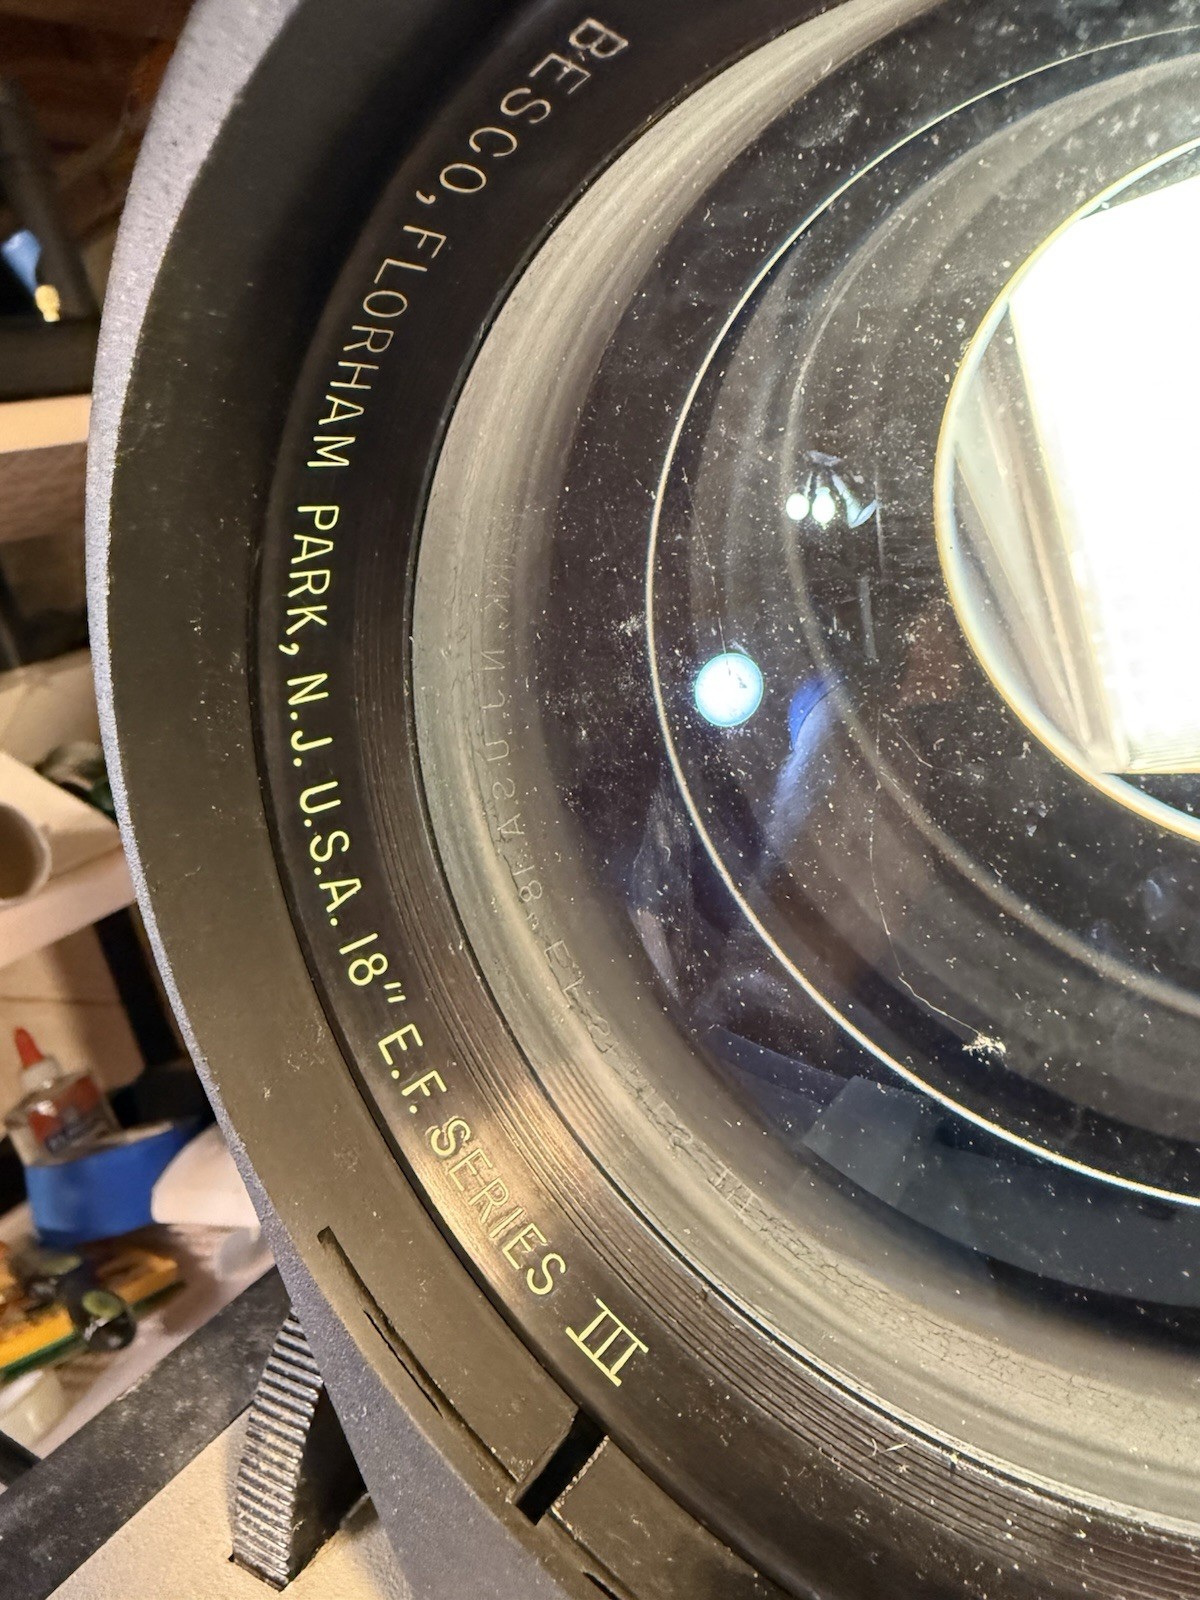 BESCO, FLORHAM PARK, N.J. U.S.A. 18" E.F. SERIES III